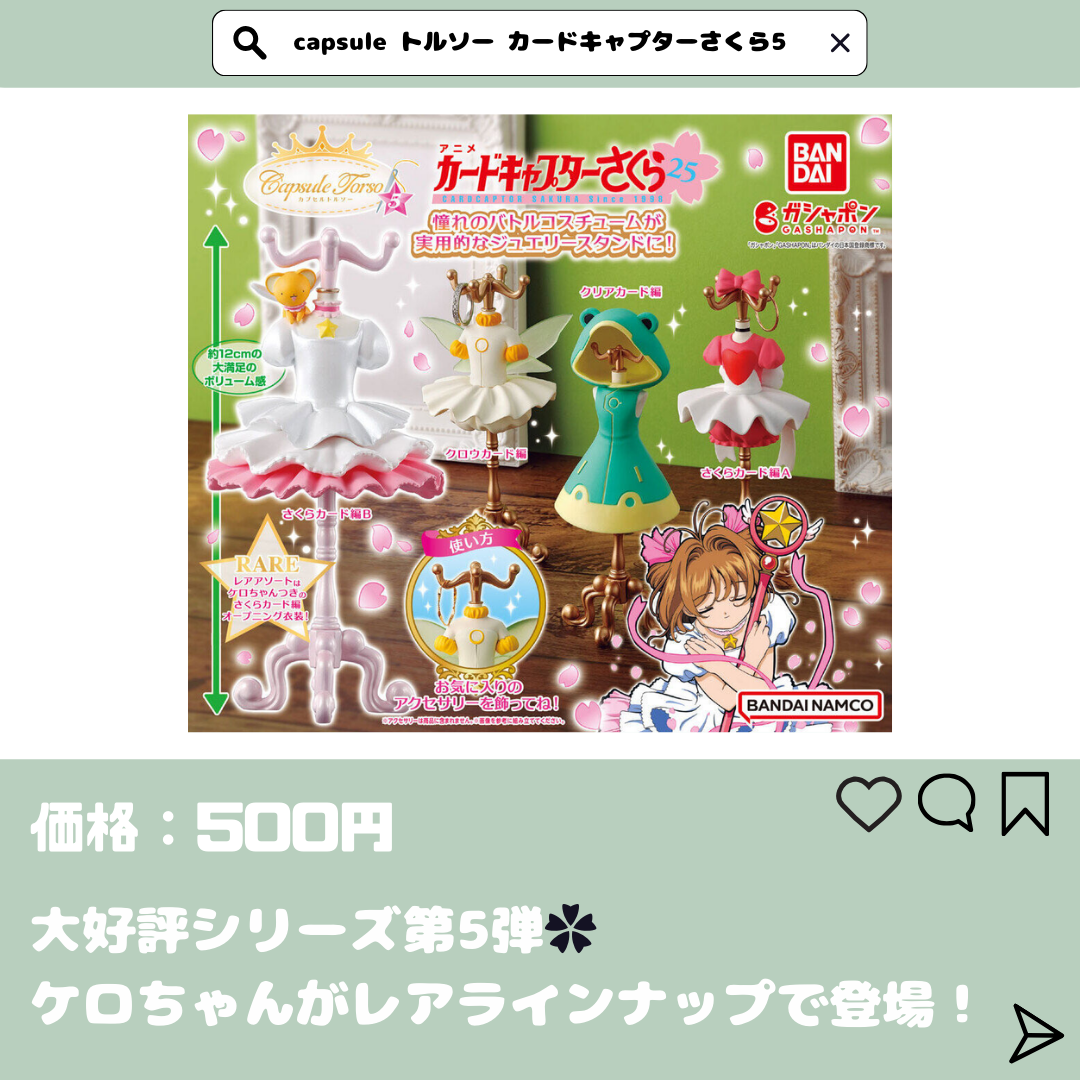 capsule トルソー カードキャプターさくら5
Capsule Torso
カプセルトルソー
5
アニメ
カードキャプターさくら25
CARDCAPTOR SAKURA Since 1998
憧れのバトルコスチュームが
実用的なジュエリースタンドに!
BAN
DAI
ガシャポン
GASHAPON TM
「ガシャポン」「GASHAPON」はバンダイの日本国登録商標です。
約12cmの
大満足の
ボリューム感
クリアカード編
クロウカード編
さくらカード編A
さくらカード編B
RARE
レアアソートは
ケロちゃんつきの
さくらカード編
オープニング衣装!
使い方
お気に入りの
アクセサリーを飾ってね!
※アクセサリーは商品に含まれません。※画像を参考に組み立ててください。
BANDAI NAMCO
価格：500円
大好評シリーズ第5弾
ケロちゃんがレアラインナップで登場！